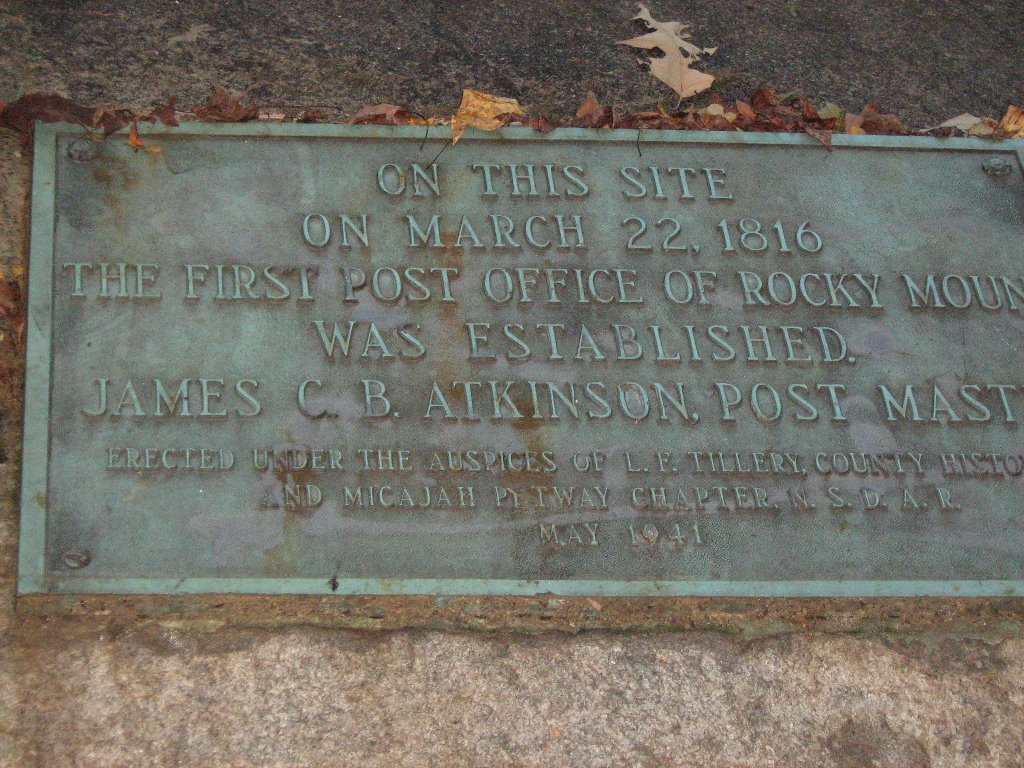 ON THIS SITE
ON MARCH 22, 1816
THE FIRST POST OFFICE OF ROCKY MOUN
WAS ESTABLISHED.
JAMES C. B. ATKINSON, POST MAST
ERECTED UNDER THE AUSPICES OF L. F. TILLERY, COUNTY HISTO
AND MICAJAH PETWAY CHAPTER, N. S. D. A. R.
MAY 1941